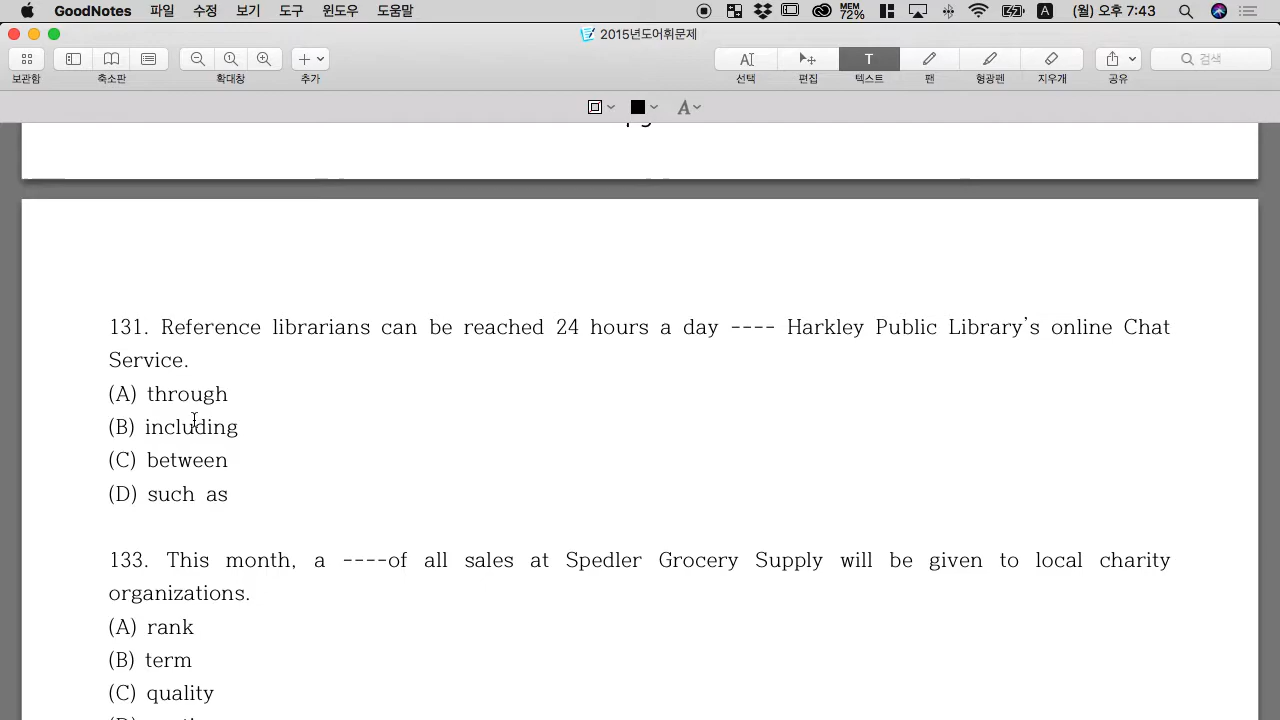 GoodNotes 파일 수정 보기 도구 윈도우 도움말 MEM 72% A (월) 오후 7:43
2015년도어휘문제
검색
보관함 축소판 확대창 추가 선택 편집 텍스트 팬 형광펜 지우개 공유
131. Reference librarians can be reached 24 hours a day ---- Harkley Public Library's online Chat
Service.
(A) through
(B) including
(C) between
(D) such as
133. This month, a ----of all sales at Spedler Grocery Supply will be given to local charity
organizations.
(A) rank
(B) term
(C) quality